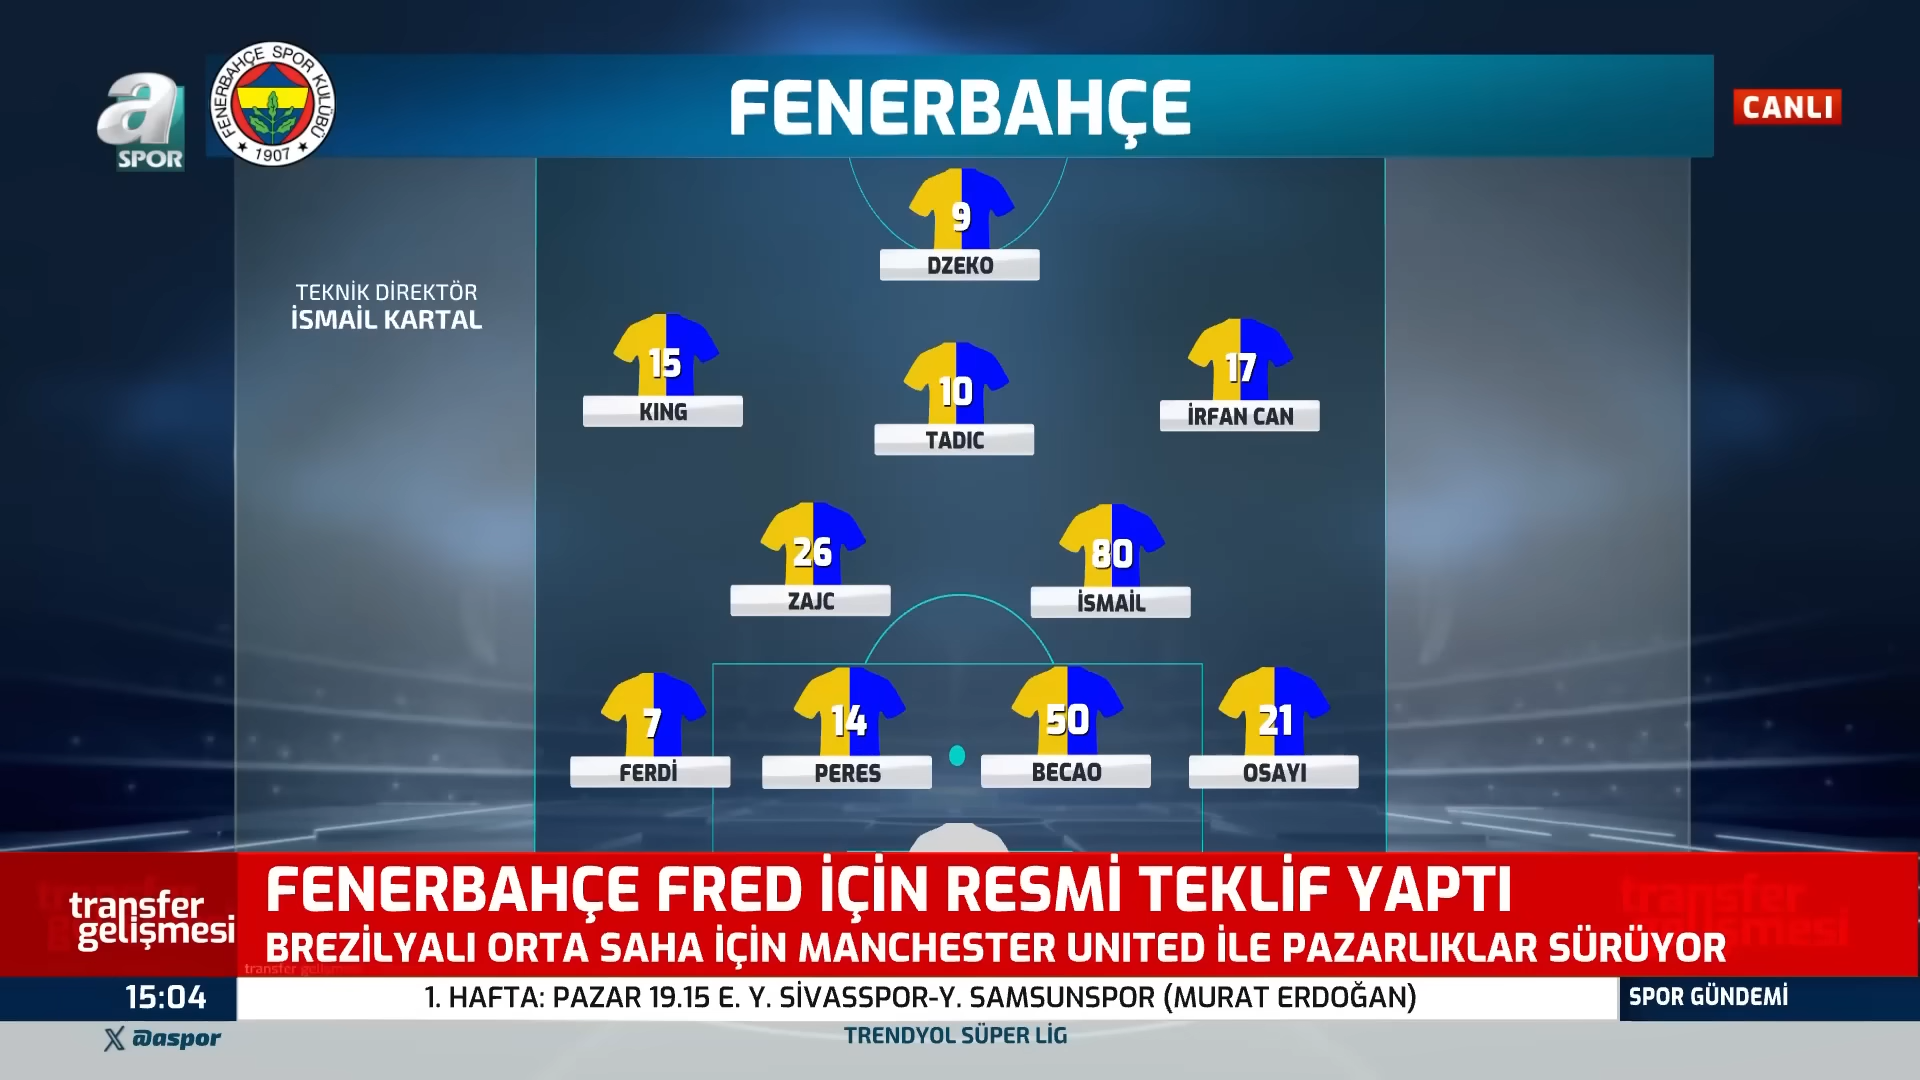 a
SPOR
FENERBAHÇE SPOR KULÜBÜ
★ 1907 ★
FENERBAHÇE
CANLI
TEKNİK DİREKTÖR
İSMAİL KARTAL
9
DZEKO
15
KING
10
TADIC
17
İRFAN CAN
26
ZAJC
80
İSMAİL
7
FERDİ
14
PERES
50
BECAO
21
OSAYI
transfer
gelişmesi
FENERBAHÇE FRED İÇİN RESMİ TEKLİF YAPTI
BREZİLYALI ORTA SAHA İÇİN MANCHESTER UNITED İLE PAZARLIKLAR SÜRÜYOR
transfer
15:04
1. HAFTA: PAZAR 19.15 E. Y. SİVASSPOR-Y. SAMSUNSPOR (MURAT ERDOĞAN)
SPOR GÜNDEMİ
X @aspor
TRENDYOL SÜPER LİG